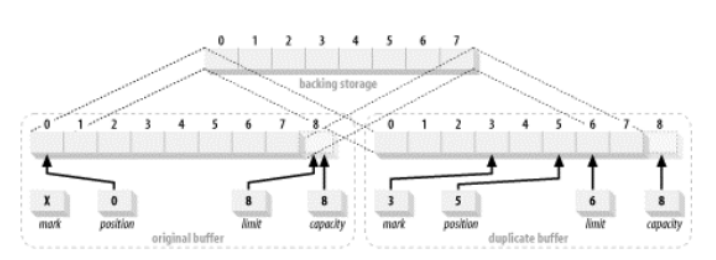 0 1 2 3 4 5 6 7
backing storage
0 1 2 3 4 5 6 7 8 0 1 2 3 4 5 6 7 8
X 0 8 8 3 5 6 8
mark position limit capacity mark position limit capacity
original buffer duplicate buffer